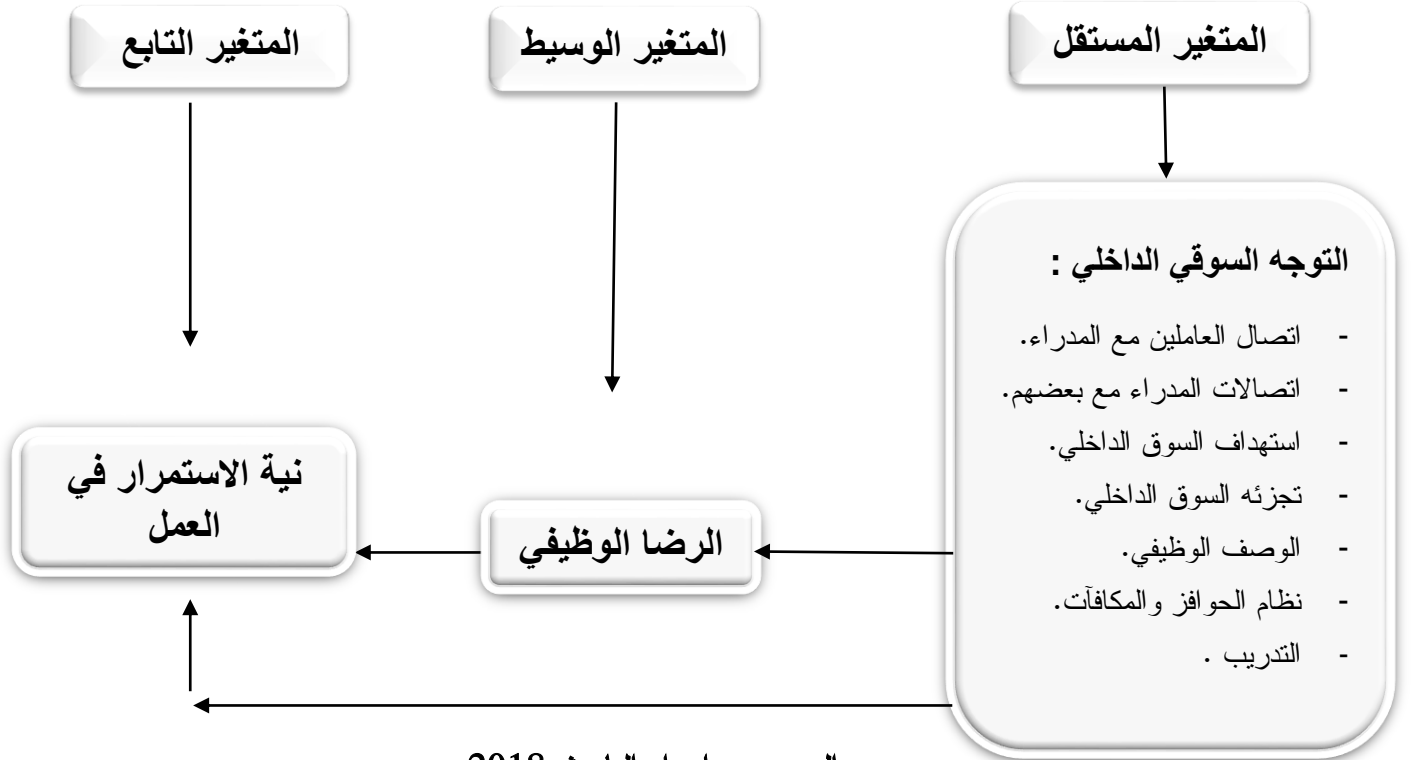 المتغير المستقل
المتغير الوسيط
المتغير التابع
التوجه السوقي الداخلي :
- اتصال العاملين مع المدراء.
- اتصالات المدراء مع بعضهم.
- استهداف السوق الداخلي.
- تجزئه السوق الداخلي.
- الوصف الوظيفي.
- نظام الحوافز والمكافآت.
- التدريب .
الرضا الوظيفي
نية الاستمرار في
العمل
2018